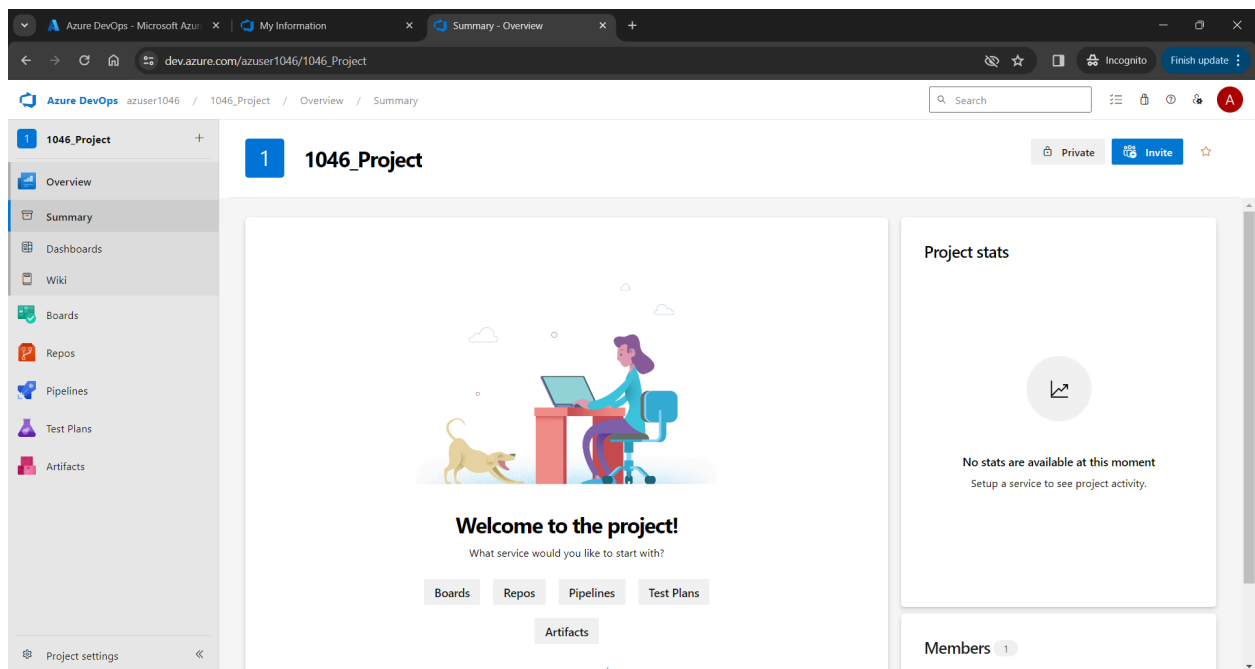 Azure DevOps - Microsoft Azur
My Information
Summary - Overview
dev.azure.com/azuser1046/1046_Project
Incognito
Finish update
Azure DevOps azuser1046 / 1046_Project / Overview / Summary
Search
A
1 1046_Project
Overview
Summary
Dashboards
Wiki
Boards
Repos
Pipelines
Test Plans
Artifacts
Project settings
1 1046_Project
Private
Invite
Welcome to the project!
What service would you like to start with?
Boards Repos Pipelines Test Plans
Artifacts
Project stats
No stats are available at this moment
Setup a service to see project activity.
Members 1